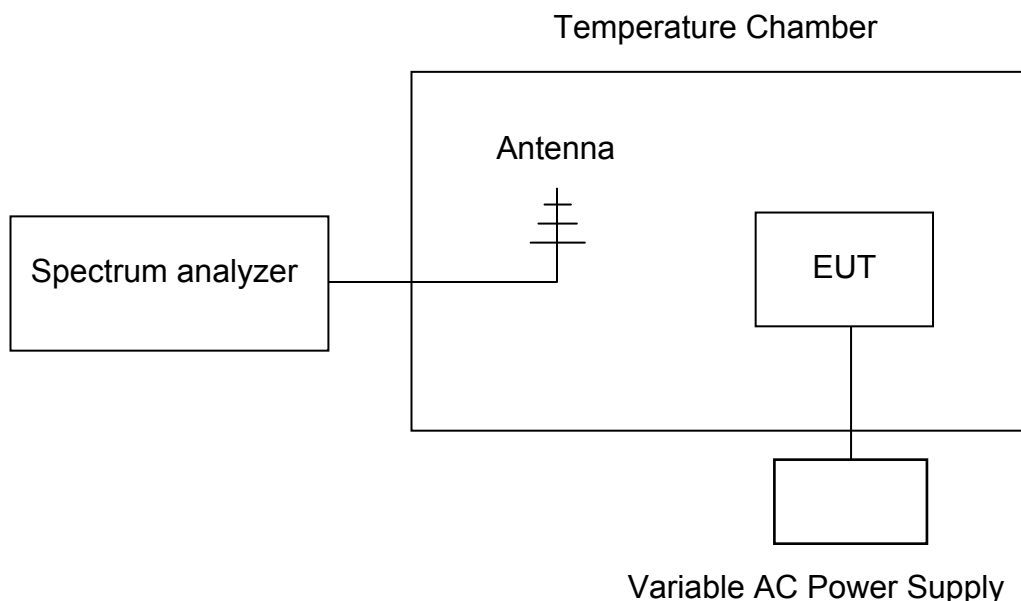 Temperature Chamber
Antenna
Spectrum analyzer
EUT
Variable AC Power Supply